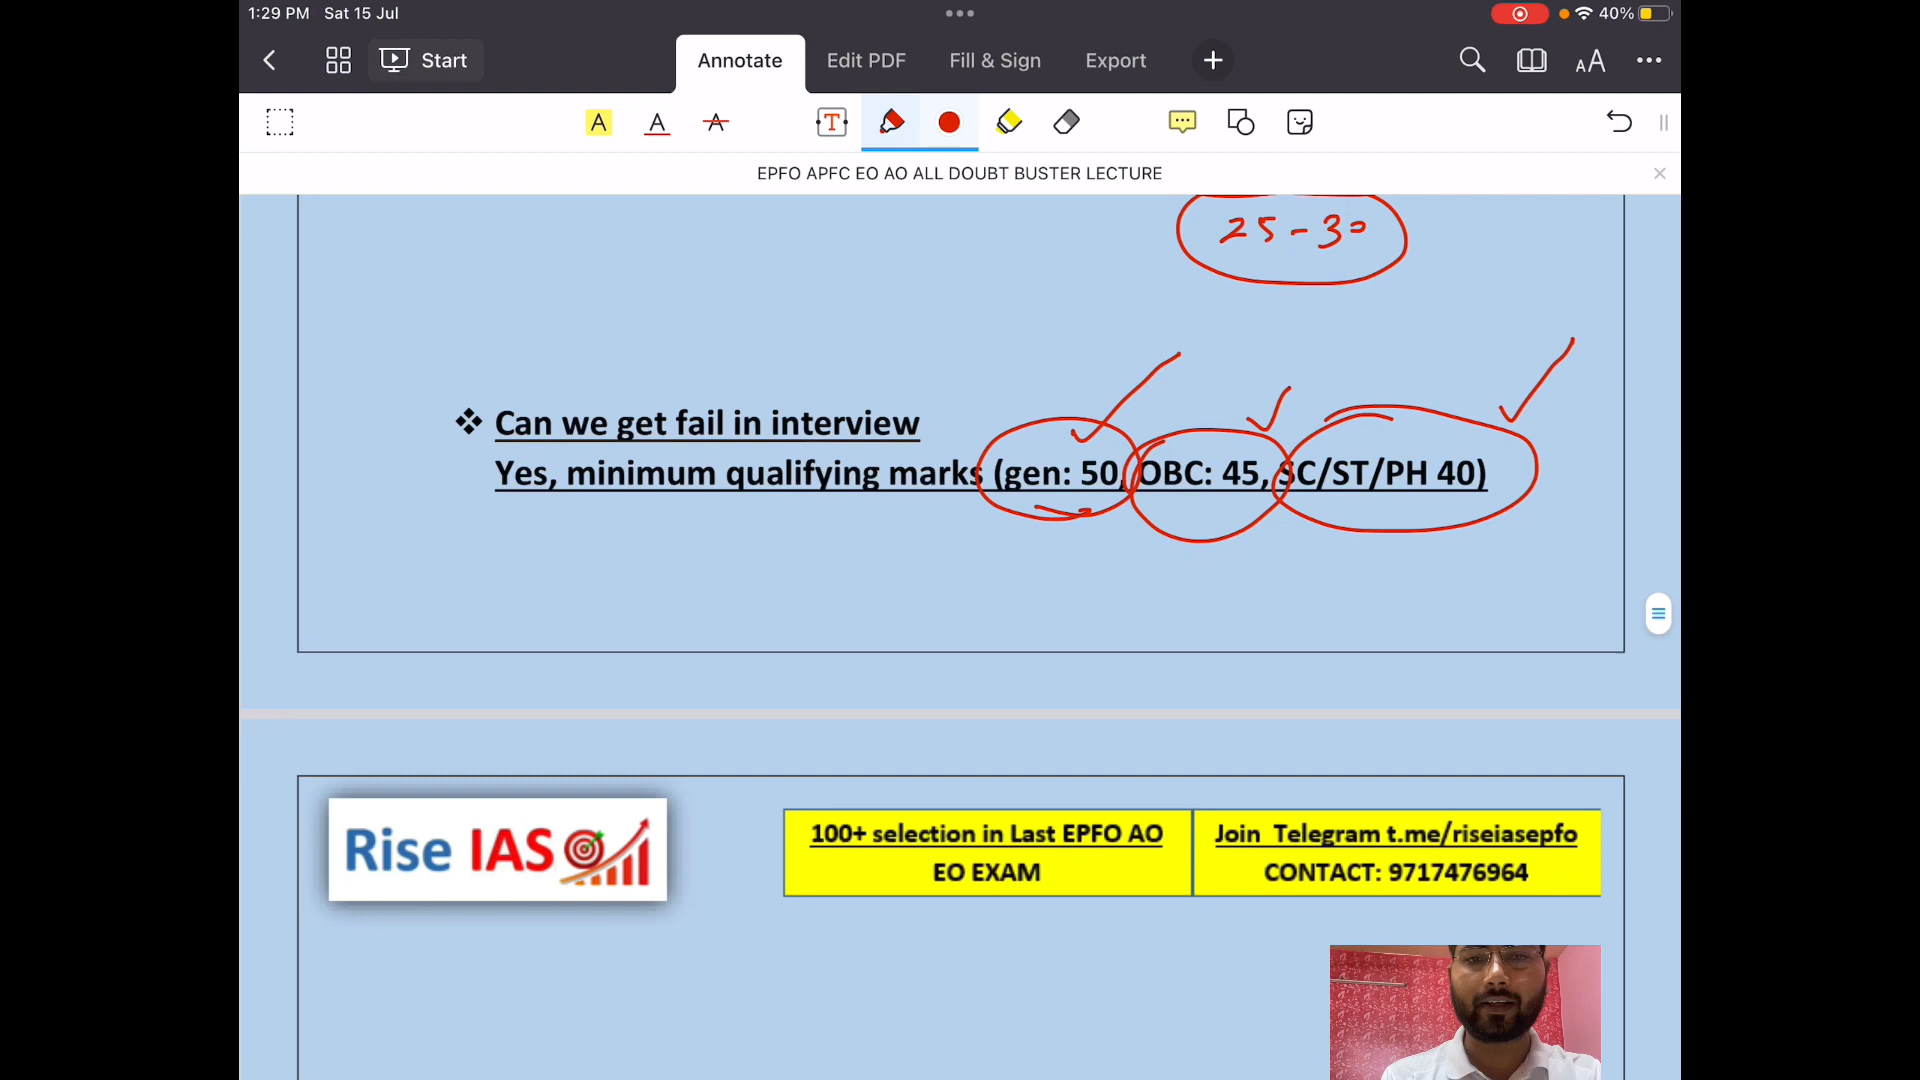 1:29 PM Sat 15 Jul
40%
Start
Annotate
Edit PDF
Fill & Sign
Export
AA
A
A
A
T
EPFO APFC EO AO ALL DOUBT BUSTER LECTURE
25-30
❖ Can we get fail in interview
Yes, minimum qualifying marks (gen: 50, OBC: 45, SC/ST/PH 40)
Rise IAS
100+ selection in Last EPFO AO
EO EXAM
Join Telegram t.me/riseiasepfo
CONTACT: 9717476964